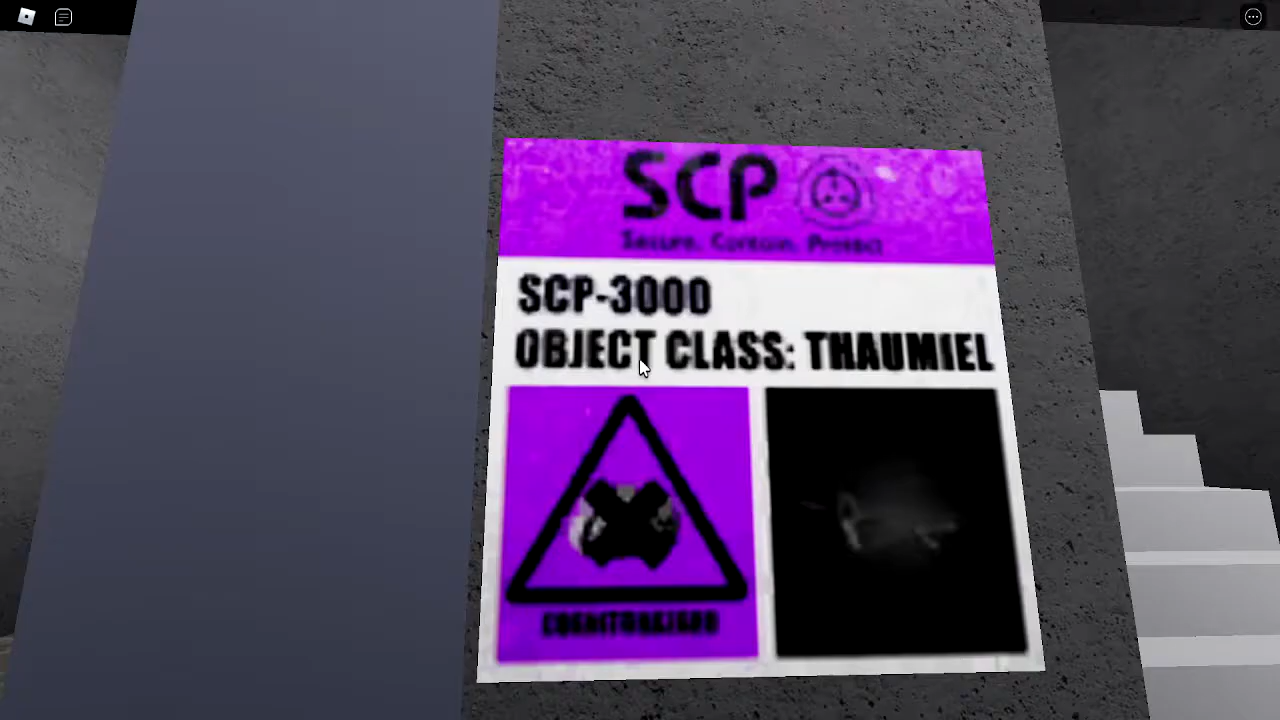 SCP
Secure. Contain. Protect
SCP-3000
OBJECT CLASS: THAUMIEL